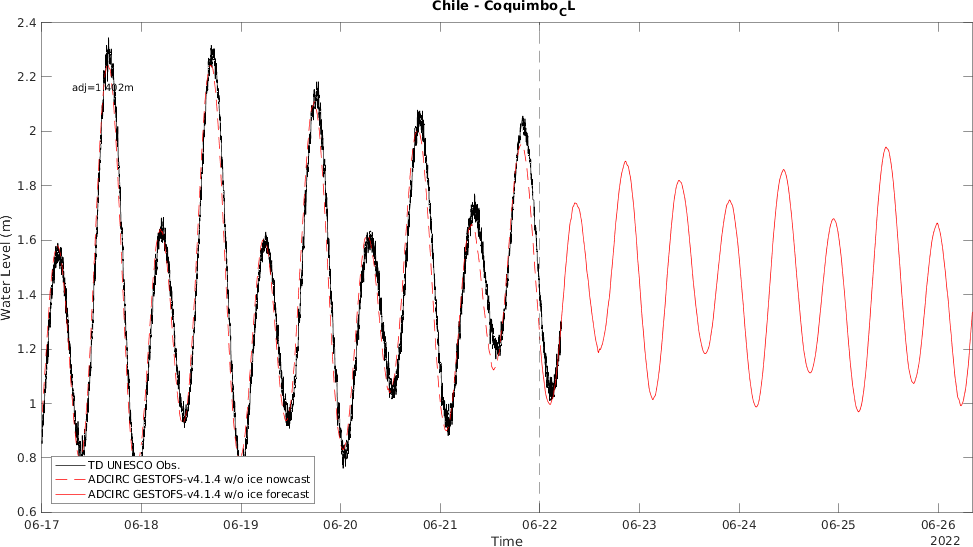 Chile - Coquimbo_CL
2.4
2.2
adj=1.402m
2
1.8
1.6
Water Level (m)
1.4
1.2
1
0.8
TD UNESCO Obs.
ADCIRC GESTOFS-v4.1.4 w/o ice nowcast
ADCIRC GESTOFS-v4.1.4 w/o ice forecast
0.6
06-17 06-18 06-19 06-20 06-21 06-22 06-23 06-24 06-25 06-26
Time
2022